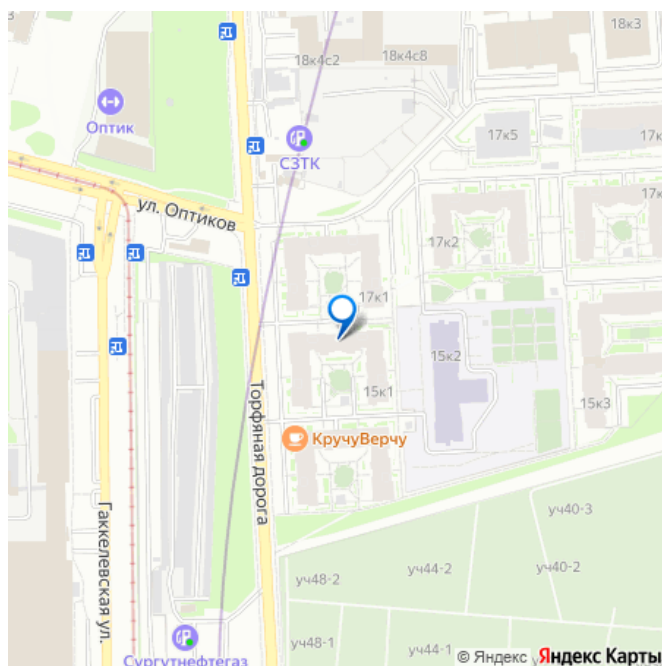 18к3
18к4с2
18к4с8
Оптик
17к5
СЗТК
17к
ул. Оптиков
17к2
17к1
15к2
15к1
15к3
Торфяная дорога
КручуВерчу
Гаккелевская ул.
уч40-3
уч48-2
уч44-2
уч40-2
уч48-1
уч44-1
Сургутнефтегаз
© Яндекс
Яндекс Карты